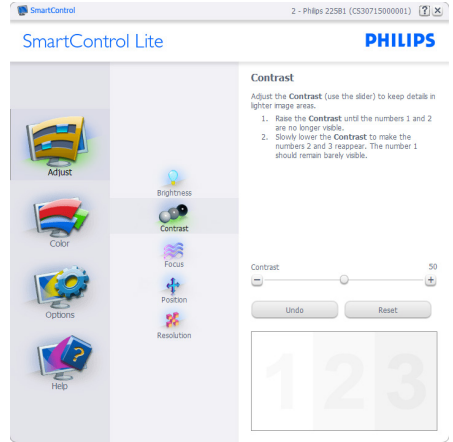 SmartControl
2 - Philips 225B1 (CS30715000001)
?
SmartControl Lite
PHILIPS
Adjust
Color
Options
?
Help
Brightness
Contrast
Focus
Position
Resolution
Contrast
Adjust the Contrast (use the slider) to keep details in
lighter image areas.
1. Raise the Contrast until the numbers 1 and 2
are no longer visible.
2. Slowly lower the Contrast to make the
numbers 2 and 3 reappear. The number 1
should remain barely visible.
Contrast 50
Undo Reset
1 2 3